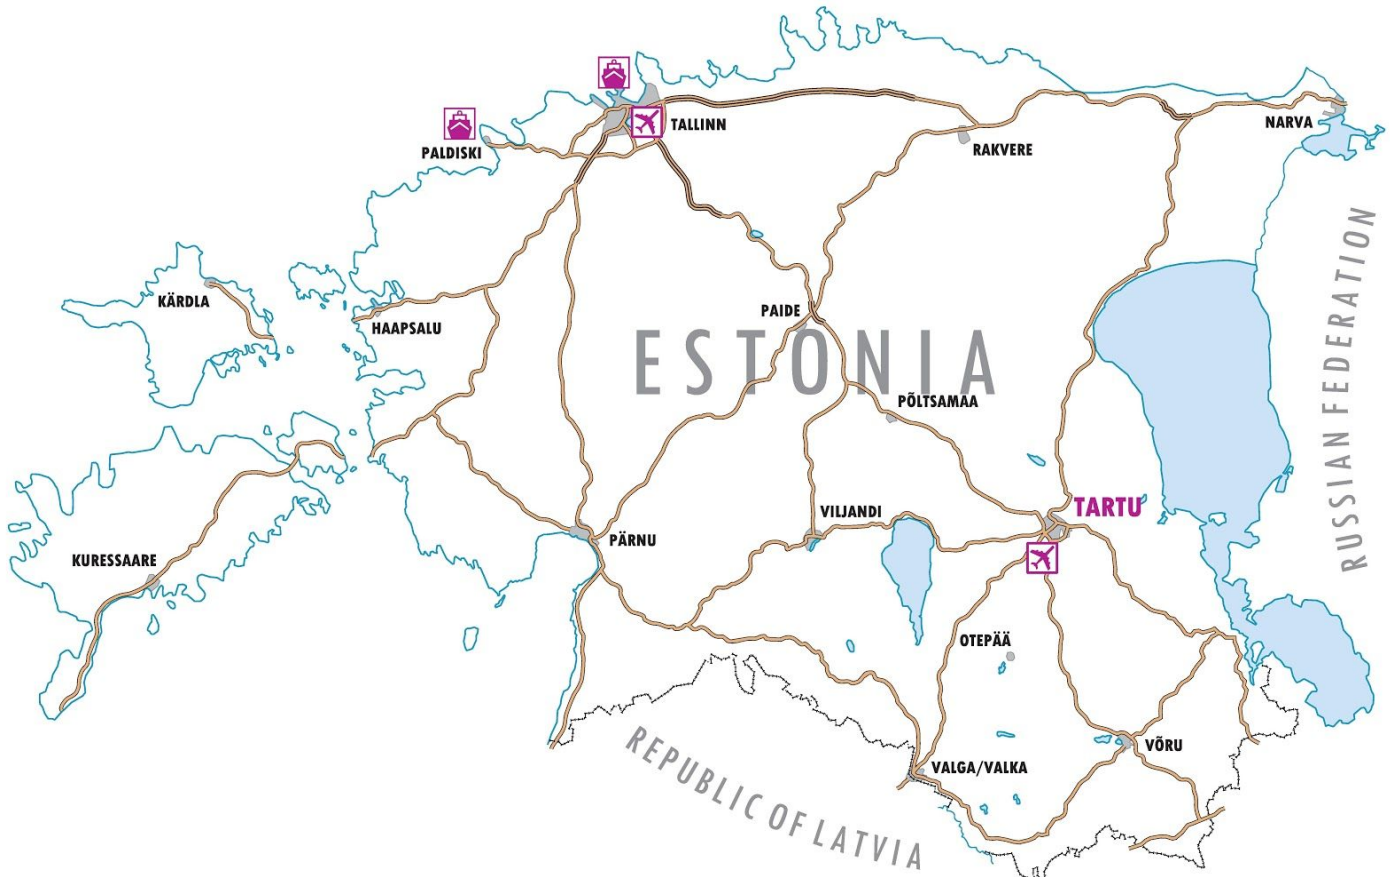 TALLINN
NARVA
PALDISKI
RAKVERE
KÄRDLA
PAIDE
HAAPSALU
ESTONIA
RUSSIAN FEDERATION
PÕLTSAMAA
TARTU
VILJANDI
PÄRNU
KURESSAARE
OTEPÄÄ
VÕRU
VALGA/VALKA
REPUBLIC OF LATVIA